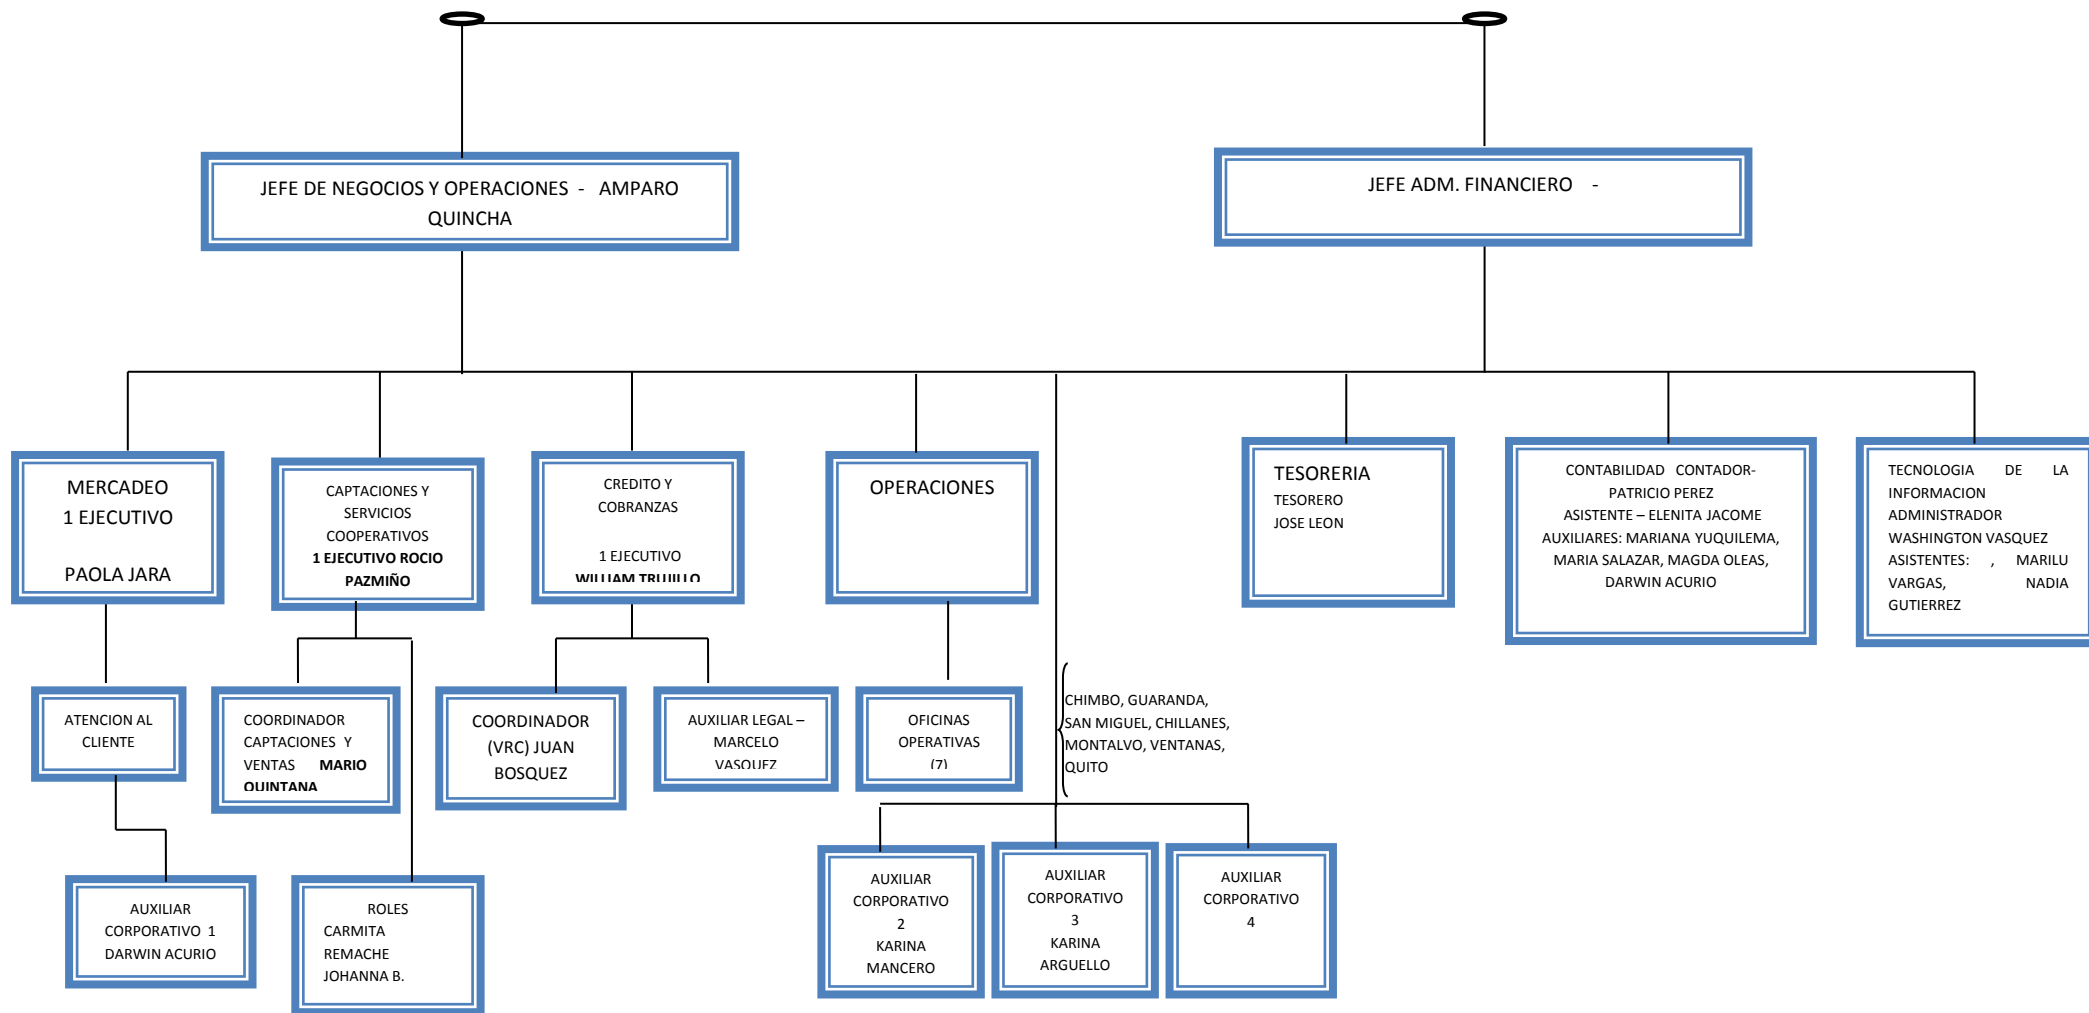 JEFE DE NEGOCIOS Y OPERACIONES - AMPARO
QUINCHA
JEFE ADM. FINANCIERO -
MERCADEO
1 EJECUTIVO
PAOLA JARA
CAPTACIONES Y
SERVICIOS
COOPERATIVOS
1 EJECUTIVO ROCIO
PAZMIÑO
CREDITO Y
COBRANZAS
1 EJECUTIVO
WILLIAM TRUJILLO
OPERACIONES
TESORERIA
TESORERO
JOSE LEON
CONTABILIDAD CONTADOR-
PATRICIO PEREZ
ASISTENTE – ELENITA JACOME
AUXILIARES: MARIANA YUQUILEMA,
MARIA SALAZAR, MAGDA OLEAS,
DARWIN ACURIO
TECNOLOGIA DE LA
INFORMACION
ADMINISTRADOR
WASHINGTON VASQUEZ
ASISTENTES: , MARILU
VARGAS, NADIA
GUTIERREZ
ATENCION AL
CLIENTE
COORDINADOR
CAPTACIONES Y
VENTAS MARIO
QUINTANA
COORDINADOR
(VRC) JUAN
BOSQUEZ
AUXILIAR LEGAL –
MARCELO
VASQUEZ
OFICINAS
OPERATIVAS
(7)
CHIMBO, GUARANDA,
SAN MIGUEL, CHILLANES,
MONTALVO, VENTANAS,
QUITO
AUXILIAR
CORPORATIVO 1
DARWIN ACURIO
ROLES
CARMITA
REMACHE
JOHANNA B.
AUXILIAR
CORPORATIVO
2
KARINA
MANCERO
AUXILIAR
CORPORATIVO
3
KARINA
ARGUELLO
AUXILIAR
CORPORATIVO
4